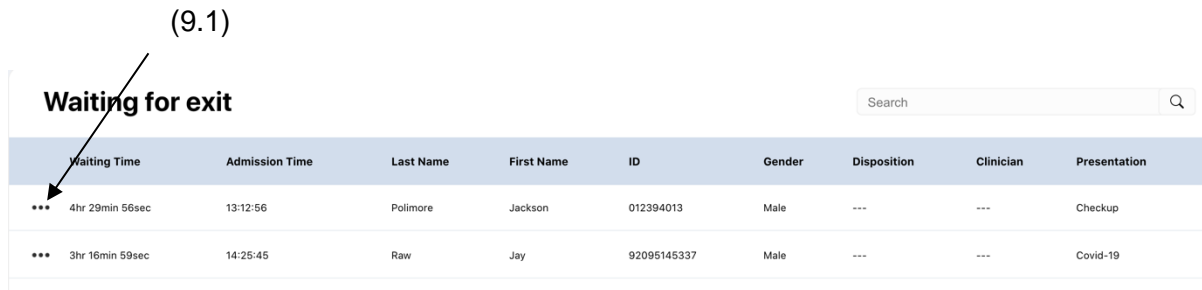 (9.1)
Waiting for exit Search
Waiting Time Admission Time Last Name First Name ID Gender Disposition Clinician Presentation
••• 4hr 29min 56sec 13:12:56 Polimore Jackson 012394013 Male --- --- Checkup
••• 3hr 16min 59sec 14:25:45 Raw Jay 92095145337 Male --- --- Covid-19